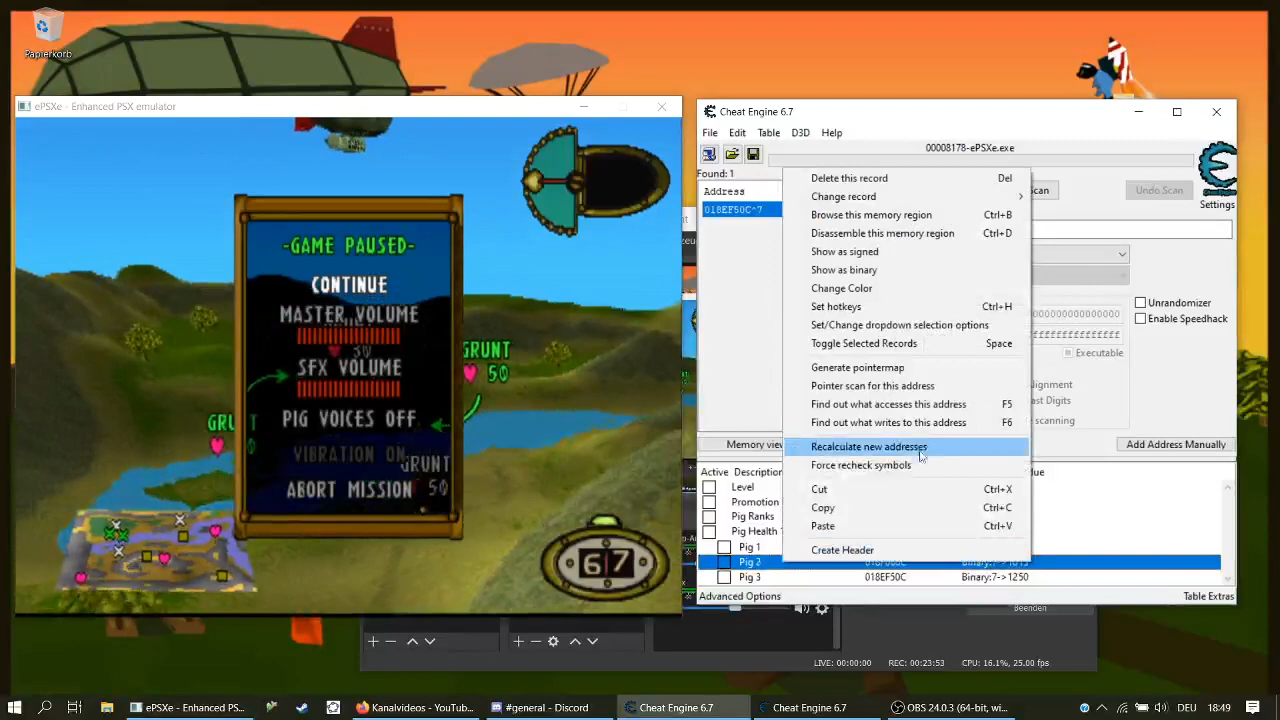 Papierkorb
ePSXe - Enhanced PSX emulator
-GAME PAUSED-
CONTINUE
MASTER VOLUME
30
SFX VOLUME
PIG VOICES OFF
VIBRATION ON
ABORT MISSION
GRUNT
50
GRU
GRUNT
50
67
Cheat Engine 6.7
File Edit Table D3D Help
00008178-ePSXe.exe
Found: 1
Address
018EF50C^7
Scan
Undo Scan
Settings
Unrandomizer
Enable Speedhack
Executable
Memory view
Add Address Manually
Delete this record Del
Change record
Browse this memory region Ctrl+B
Disassemble this memory region Ctrl+D
Show as signed
Show as binary
Change Color
Set hotkeys Ctrl+H
Set/Change dropdown selection options
Toggle Selected Records Space
Generate pointermap
Pointer scan for this address
Find out what accesses this address F5
Find out what writes to this address F6
Recalculate new addresses
Force recheck symbols
Cut Ctrl+X
Copy Ctrl+C
Paste Ctrl+V
Create Header
Active Description
Level
Promotion
Pig Ranks
Pig Health
Pig 1
Pig 2
Pig 3 018EF50C Binary:7->1250
Advanced Options Table Extras
Beenden
LIVE: 00:00:00 REC: 00:23:53 CPU: 16.1%, 25.00 fps
ePSXe - Enhanced PS...
Kanalvideos - YouTub...
#general - Discord
Cheat Engine 6.7
Cheat Engine 6.7
OBS 24.0.3 (64-bit, wi...
DE 18:49